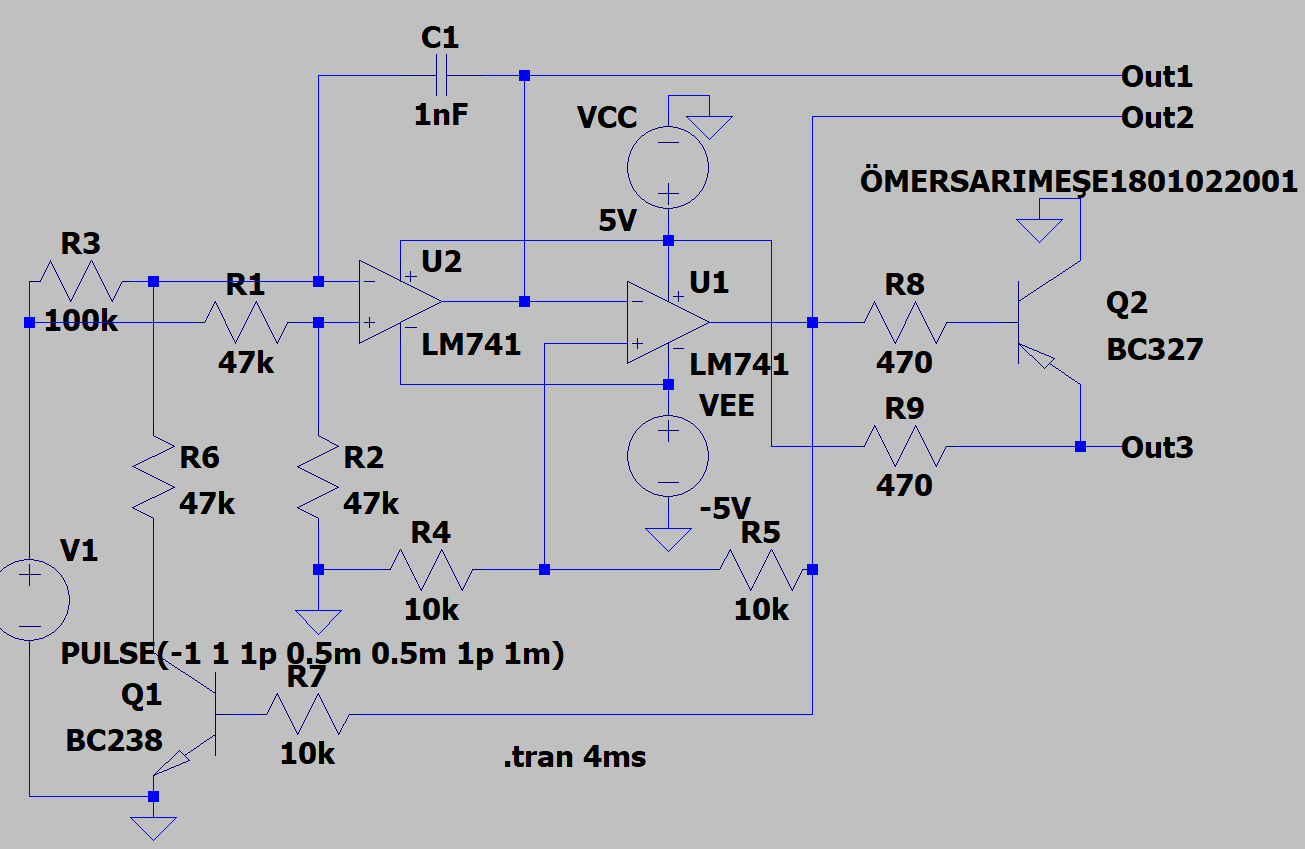 C1
1nF
Out1
VCC
Out2
ÖMERSARIMEŞE1801022001
5V
R3
100k
R1
47k
U2
LM741
U1
LM741
R8
470
Q2
BC327
VEE
R9
470
Out3
R6
47k
R2
47k
-5V
R4
10k
R5
10k
V1
PULSE(-1 1 1p 0.5m 0.5m 1p 1m)
Q1
BC238
R7
10k
.tran 4ms